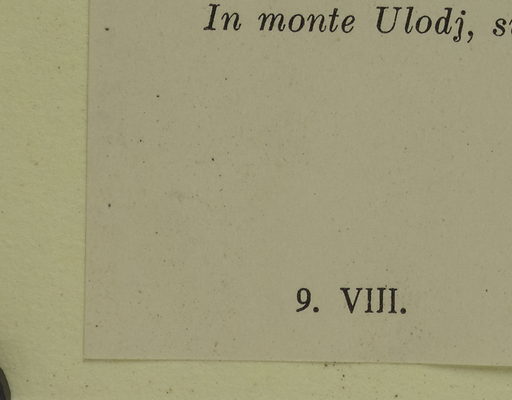 In monte Ulodj,
9. VIII.